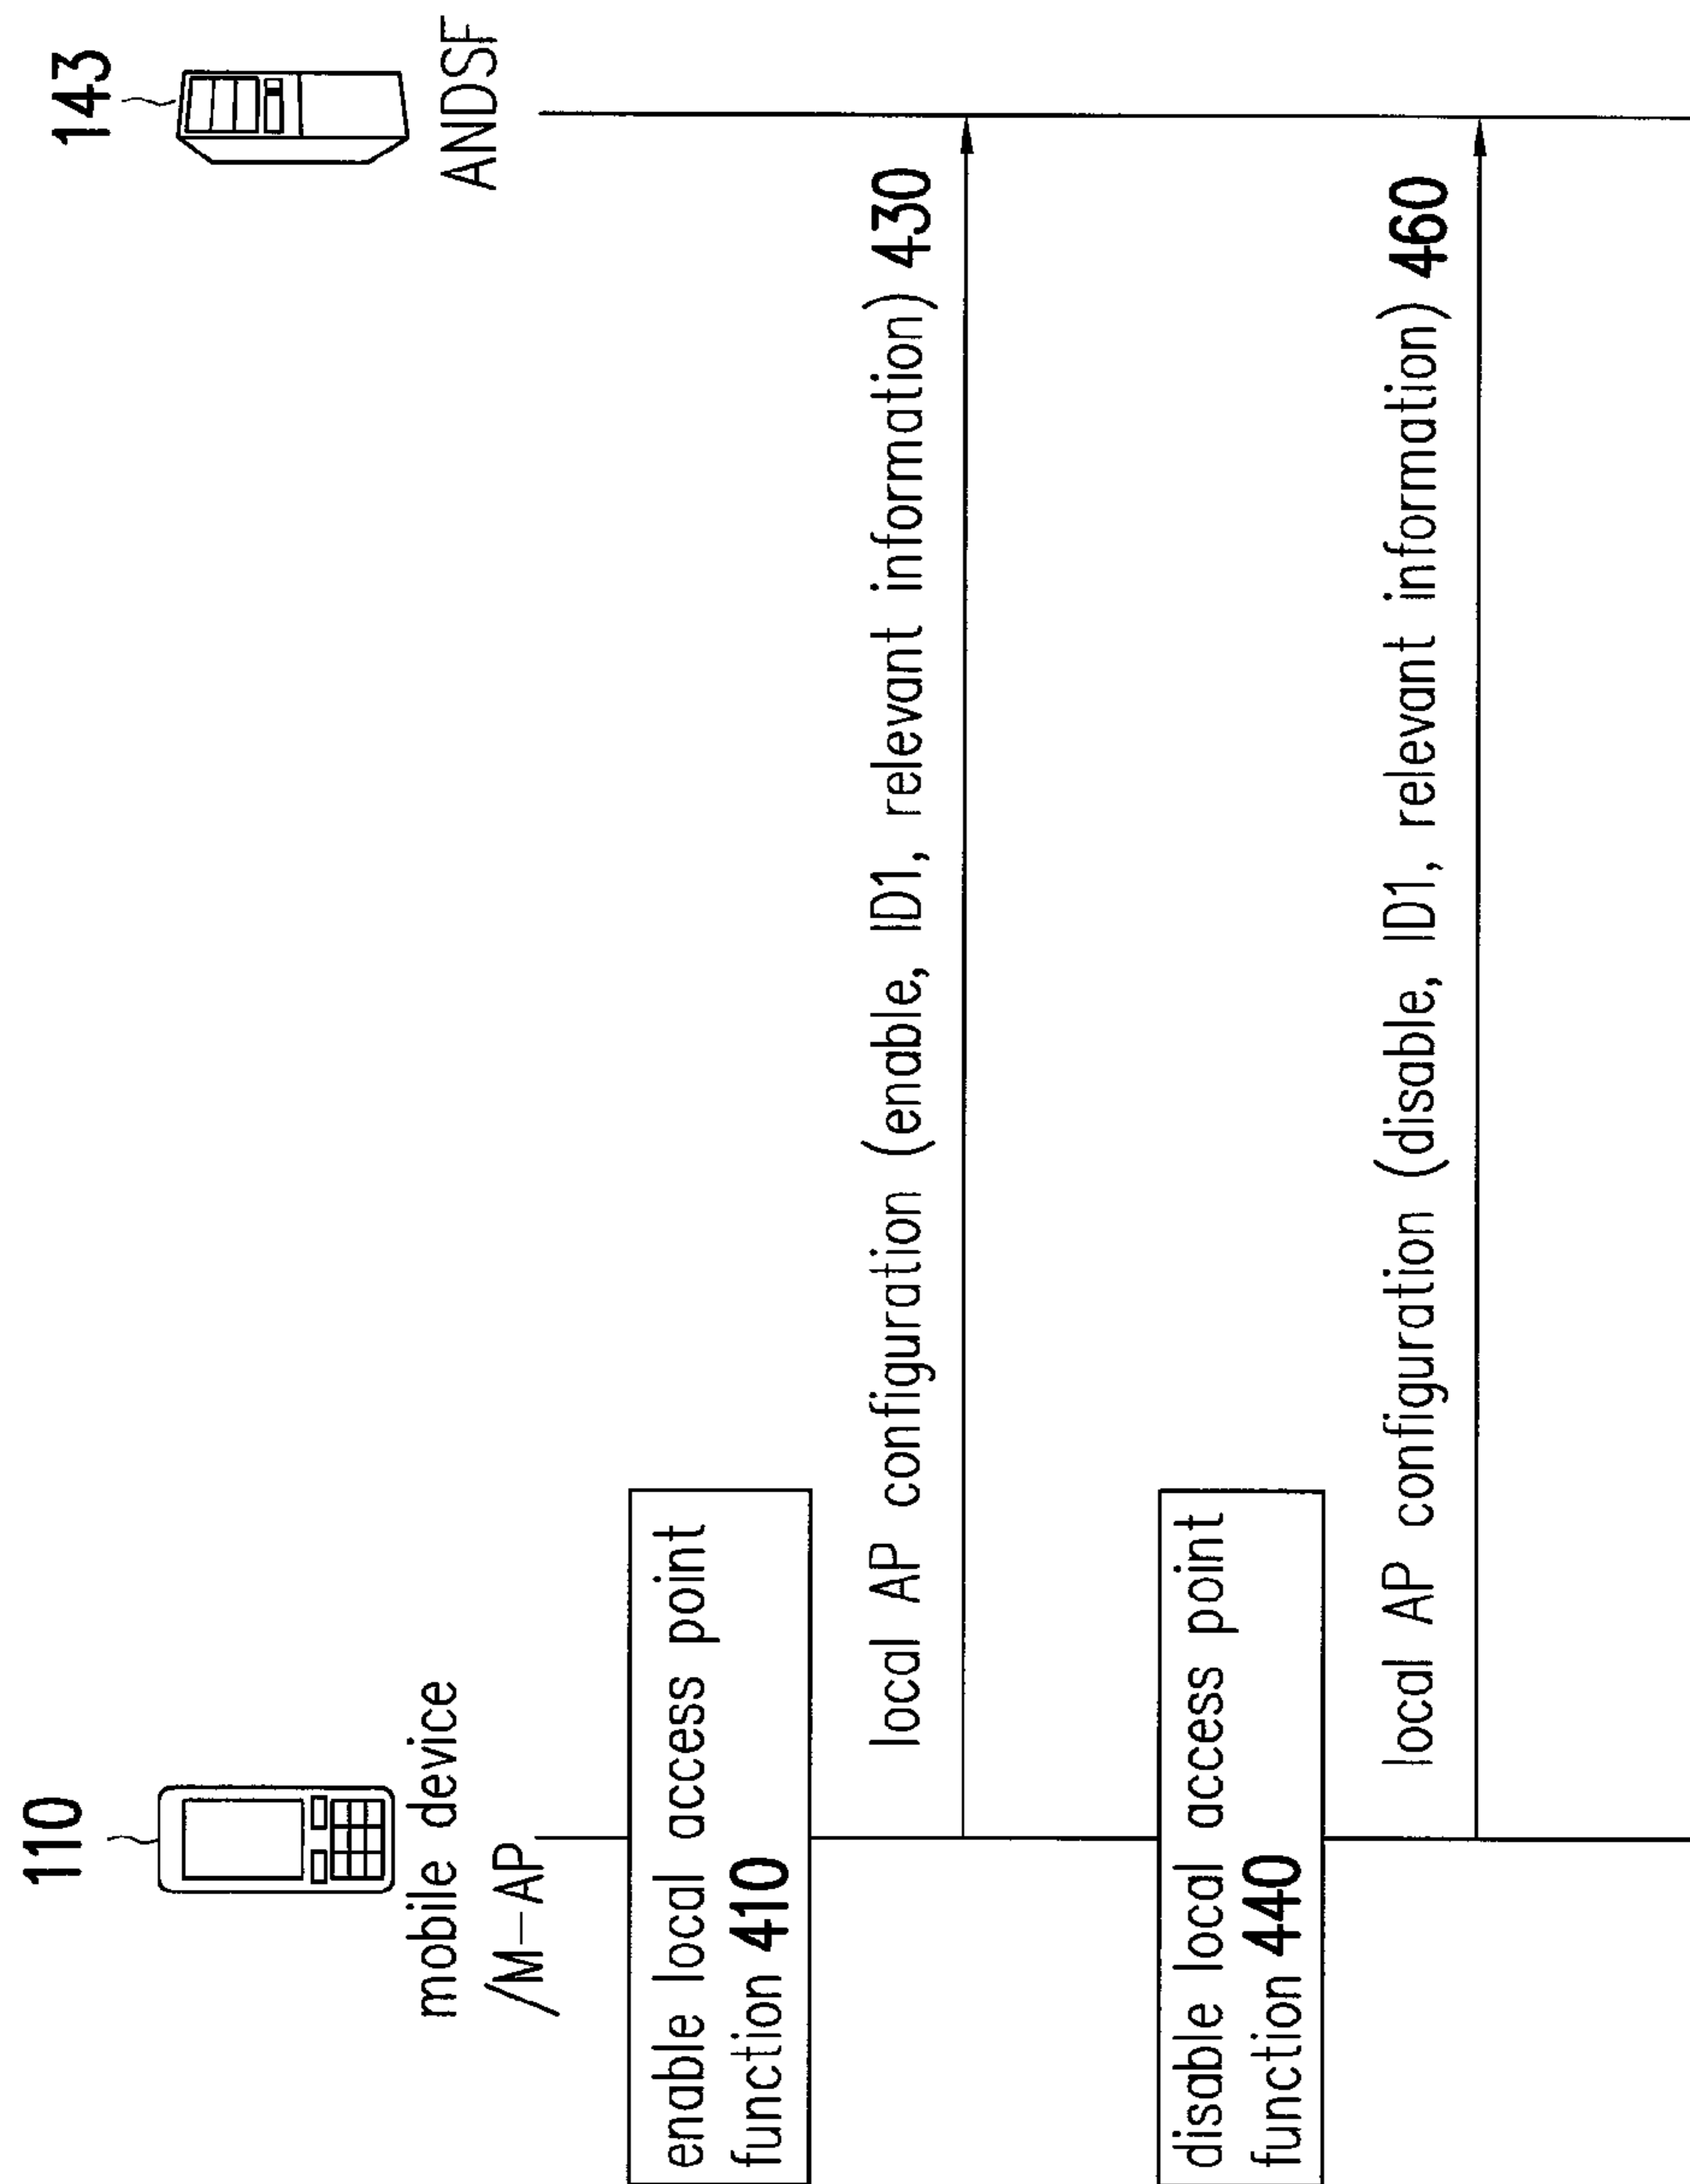 110
mobile device
/M-AP
143
ANDSF
enable local access point
function 410
local AP configuration (enable, ID1, relevant information) 430
disable local access point
function 440
local AP configuration (disable, ID1, relevant information) 460